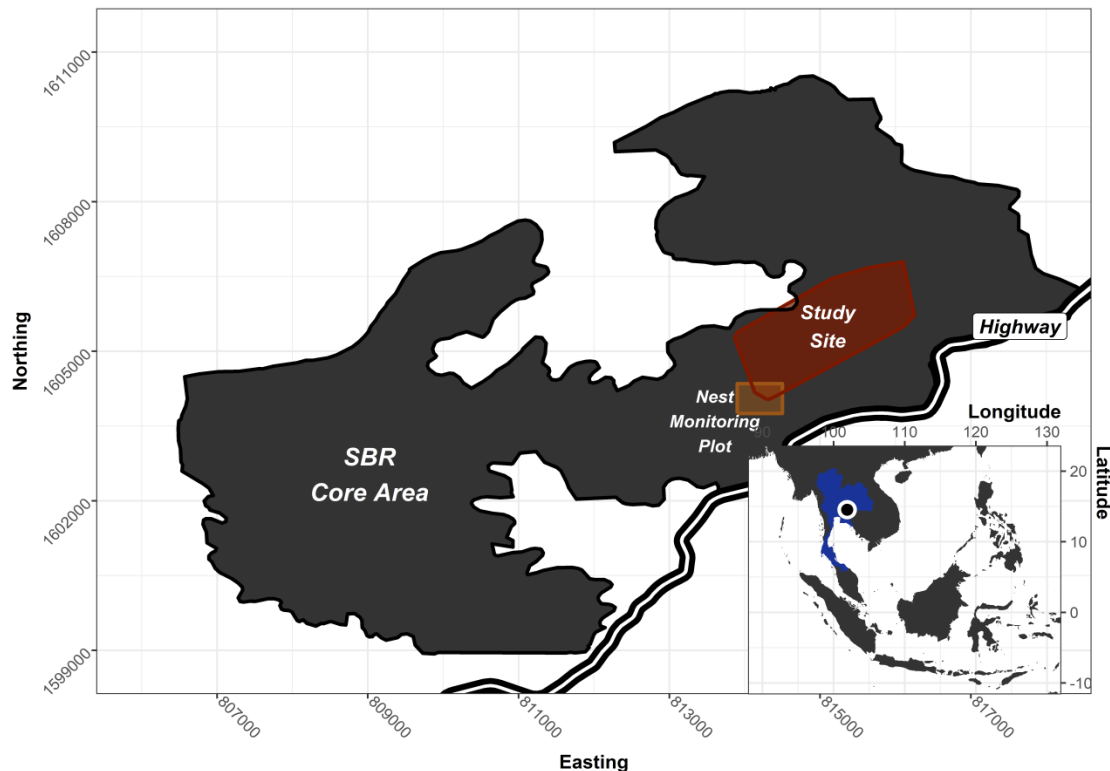 1611000
1608000
1605000
1602000
1599000
Northing
Study
Site
Highway
Nest
Monitoring
Plot
SBR
Core Area
Longitude
90 100 110 120 130
Latitude
20
10
0
-10
807000 809000 811000 813000 815000 817000
Easting